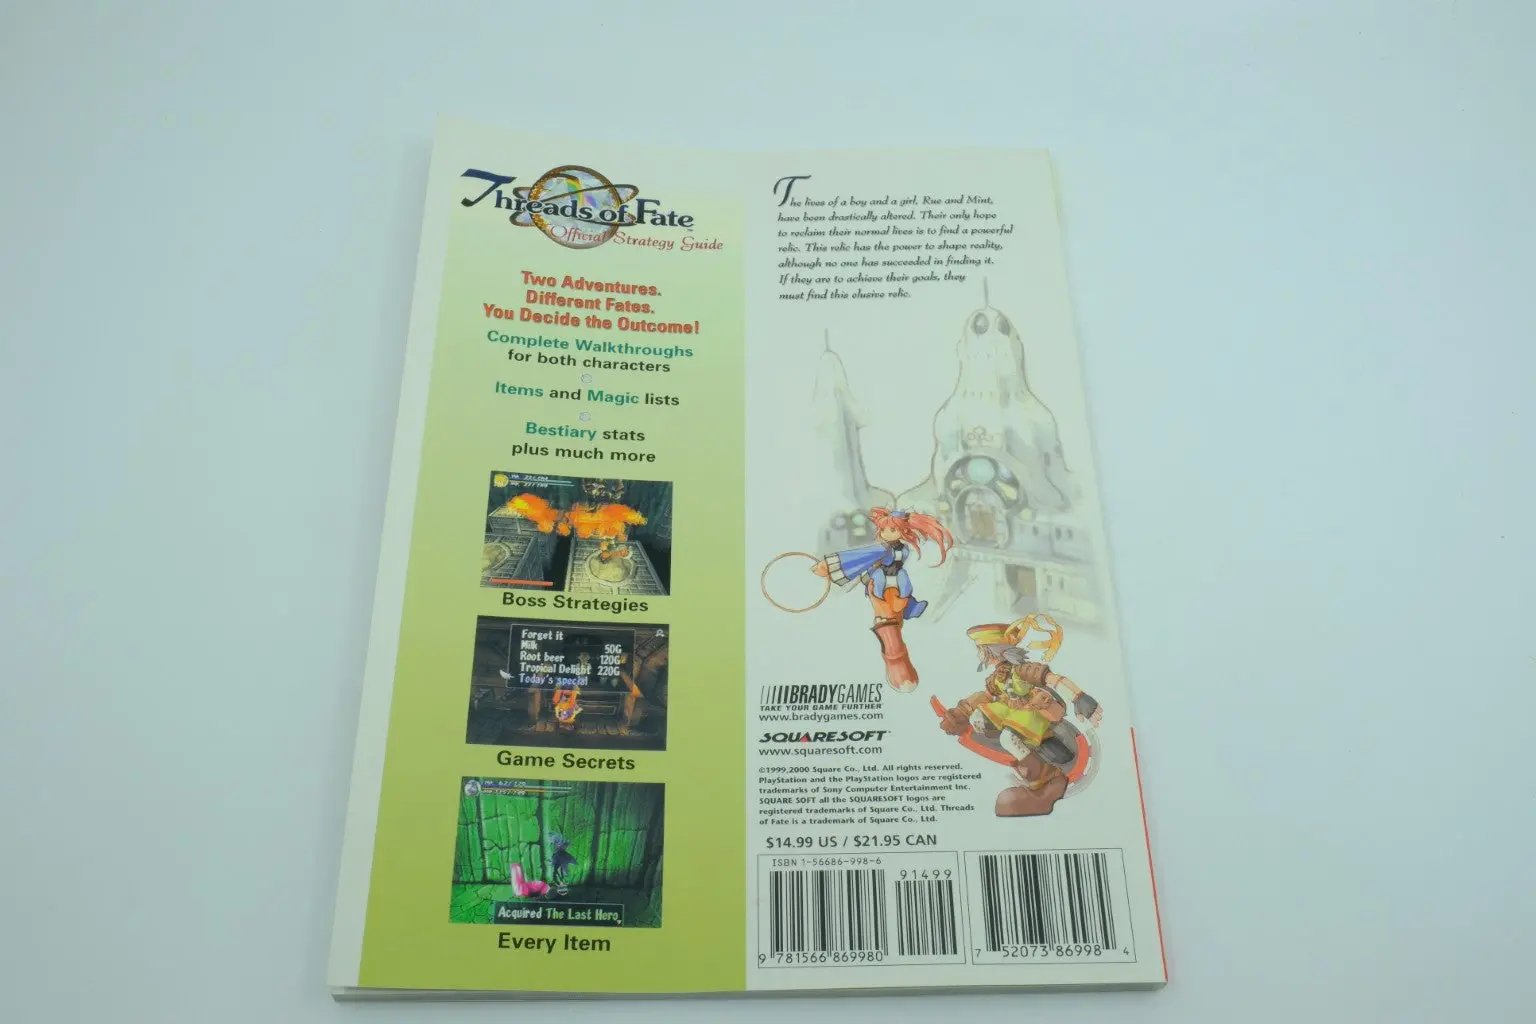 Threads of Fate
Official Strategy Guide
Two Adventures.
Different Fates.
You Decide the Outcome!
Complete Walkthroughs
for both characters
Items and Magic lists
Bestiary stats
plus much more
Boss Strategies
Forget it
Milk 50G
Root beer 120G
Tropical Delight 220G
Today's special
Game Secrets
Acquired The Last Hero
Every Item
The lives of a boy and a girl, Rue and Mint,
have been drastically altered. Their only hope
to reclaim their normal lives is to find a powerful
relic. This relic has the power to shape reality,
although no one has succeeded in finding it.
If they are to achieve their goals, they
must find this elusive relic.
BRADYGAMES
TAKE YOUR GAME FURTHER
www.bradygames.com
SQUARESOFT
www.squaresoft.com
©1999,2000 Square Co., Ltd. All rights reserved.
PlayStation and the PlayStation logos are registered
trademarks of Sony Computer Entertainment Inc.
SQUARE SOFT all the SQUARESOFT logos are
registered trademarks of Square Co., Ltd. Threads
of Fate is a trademark of Square Co., Ltd.
$14.99 US / $21.95 CAN
ISBN 1-56686-998-6
91499
9 781566 869980
7 52073 86998 4